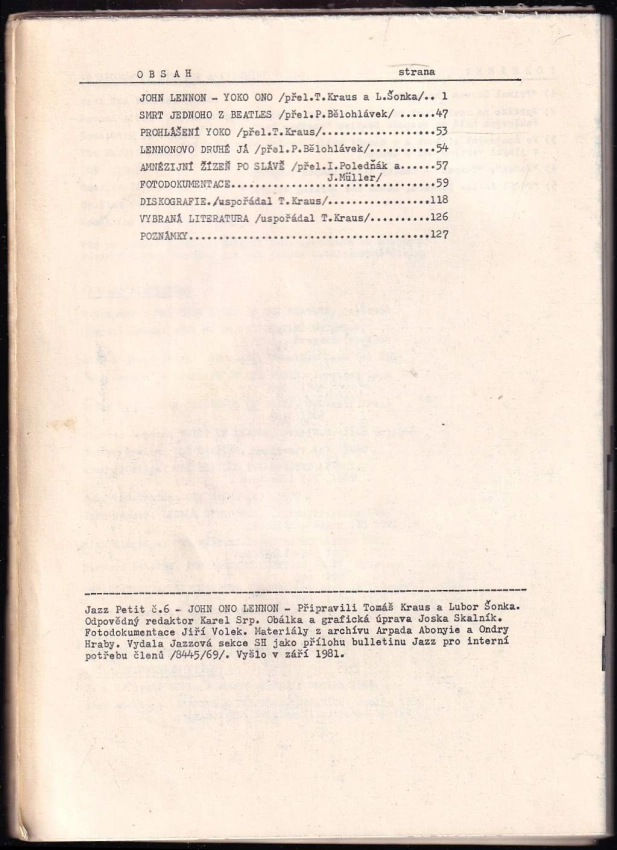 O B S A H strana
JOHN LENNON - YOKO ONO /přel.T.Kraus a L.Šonka/.. 1
SMRT JEDNOHO Z BEATLES /přel.P.Bělohlávek/ ......47
PROHLÁŠENÍ YOKO /přel.T.Kraus/..................53
LENNONOVO DRUHÉ JÁ /přel.P.Bělohlávek/..........54
AMNÉZIJNÍ ŽÍZEŇ PO SLÁVĚ /přel.I.Poledňák a.....57
J.Müller/
FOTODOKUMENTACE.................................59
DISKOGRAFIE./uspořádal T.Kraus/................118
VYBRANÁ LITERATURA /uspořádal T.Kraus/.........126
POZNÁMKY.......................................127
Jazz Petit č.6 - JOHN ONO LENNON - Připravili Tomáš Kraus a Lubor Šonka.
Odpovědný redaktor Karel Srp. Obálka a grafická úprava Joska Skalník.
Fotodokumentace Jiří Volek. Materiály z archívu Arpada Abonyie a Ondry
Hraby. Vydala Jazzová sekce SH jako přílohu bulletinu Jazz pro interní
potřebu členů /8445/69/. Vyšlo v září 1981.